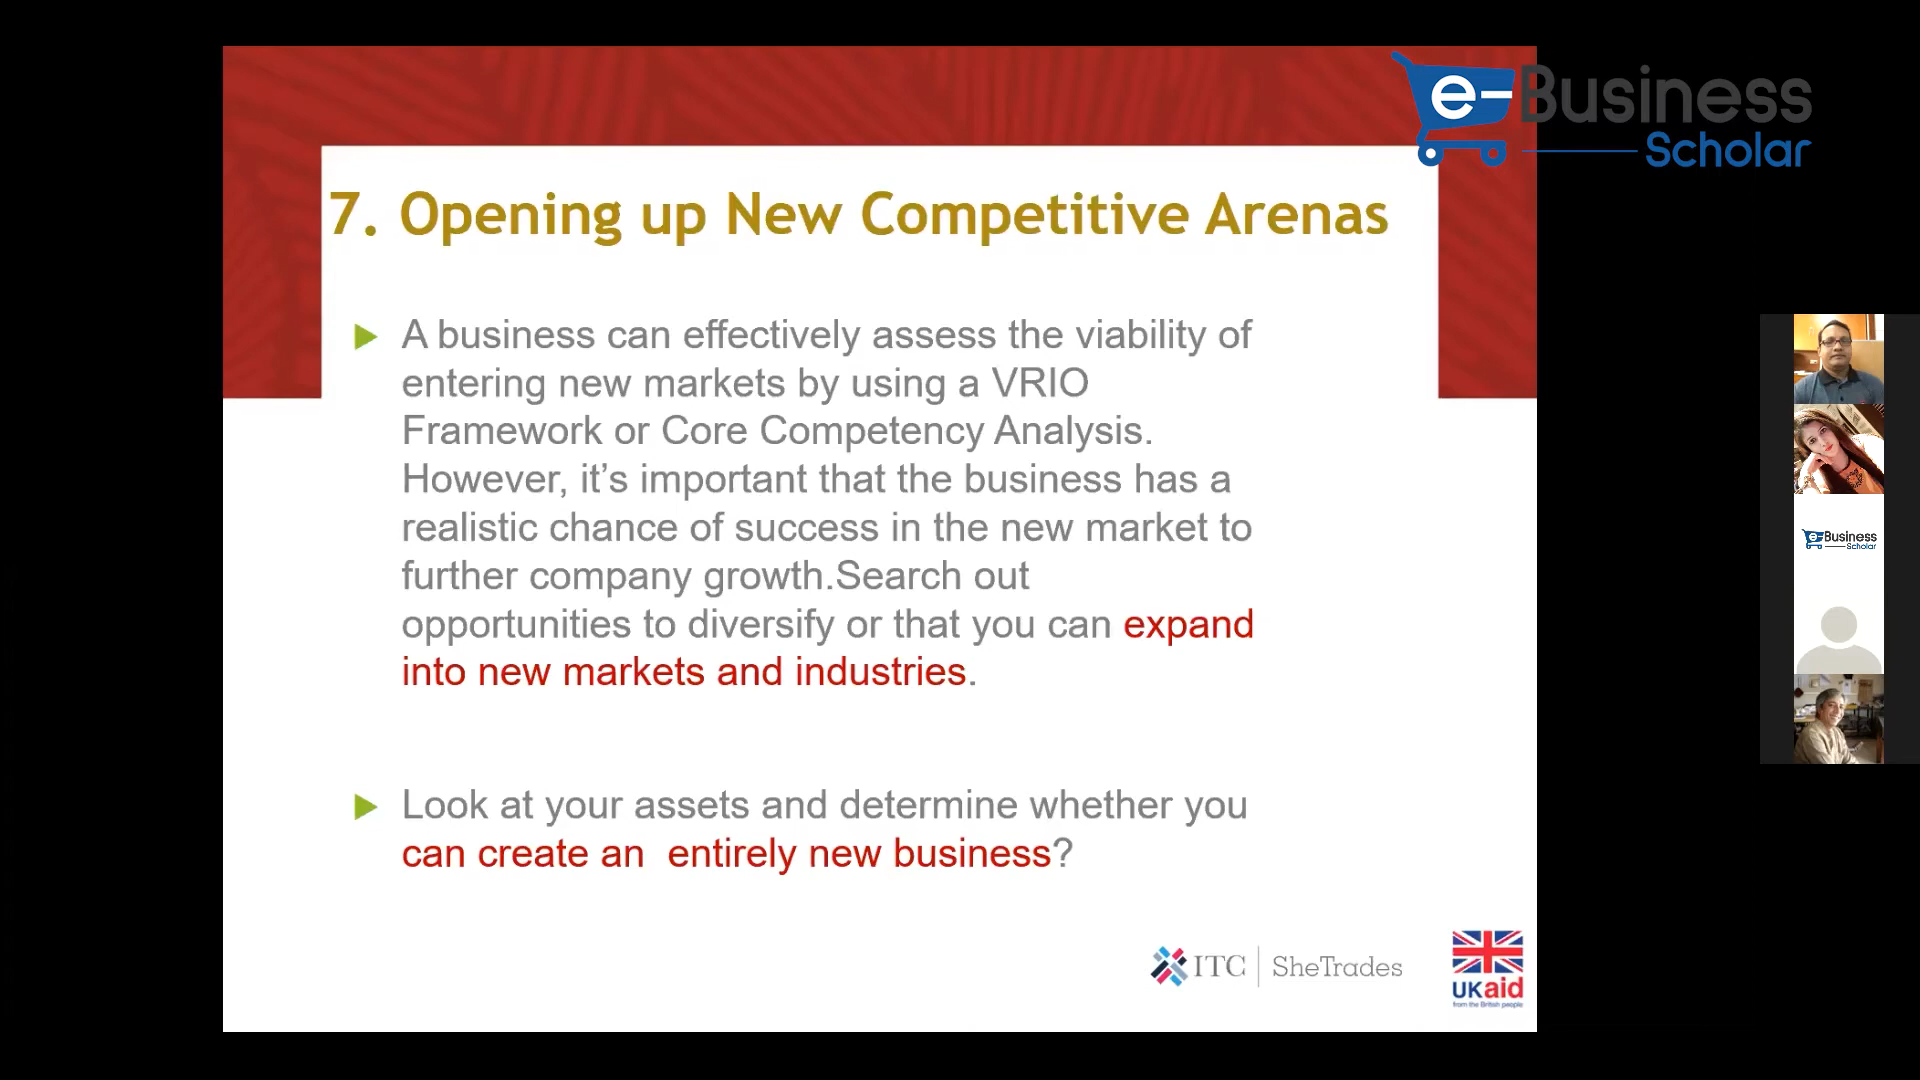 e-Business
Scholar
7. Opening up New Competitive Arenas
A business can effectively assess the viability of
entering new markets by using a VRIO
Framework or Core Competency Analysis.
However, it’s important that the business has a
realistic chance of success in the new market to
further company growth.Search out
opportunities to diversify or that you can expand
into new markets and industries.
Look at your assets and determine whether you
can create an  entirely new business?
ITC | SheTrades
UKaid
from the British people
e-Business
Scholar